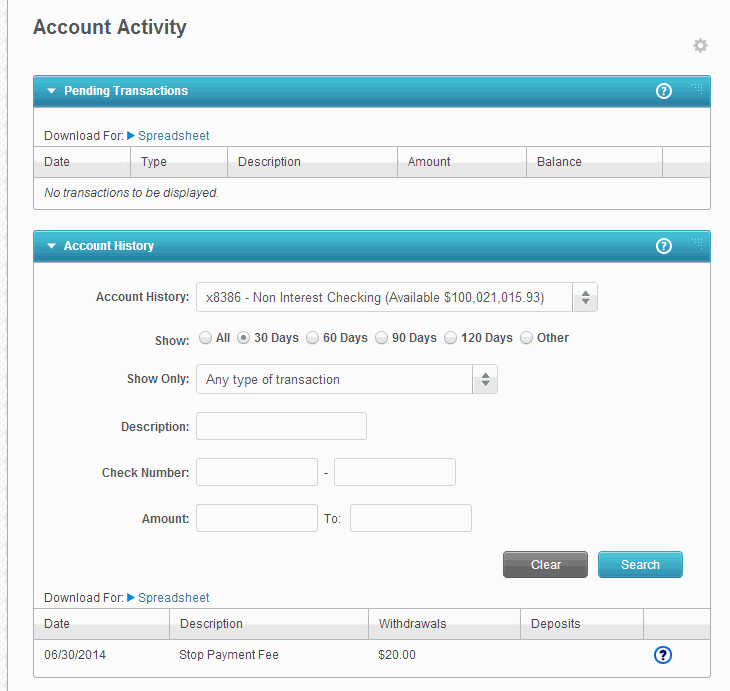 Account Activity
Pending Transactions ?
Download For: Spreadsheet
Date Type Description Amount Balance
No transactions to be displayed.
Account History ?
Account History: x8386 - Non Interest Checking (Available $100,021,015.93)
Show: All 30 Days 60 Days 90 Days 120 Days Other
Show Only: Any type of transaction
Description:
Check Number: -
Amount: To:
Clear Search
Download For: Spreadsheet
Date Description Withdrawals Deposits
06/30/2014 Stop Payment Fee $20.00 ?